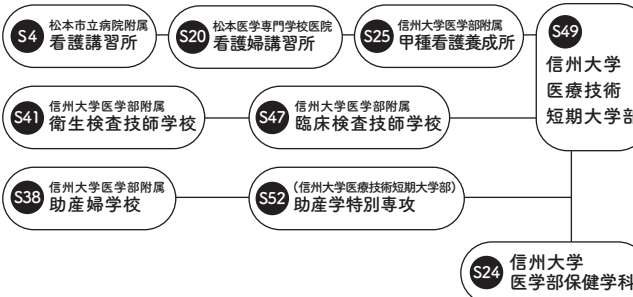 S4 松本市立病院附属
看護講習所
S20 松本医学専門学校医院
看護婦講習所
S25 信州大学医学部附属
甲種看護養成所
S49
信州大学
医療技術
短期大学部
S41 信州大学医学部附属
衛生検査技師学校
S47 信州大学医学部附属
臨床検査技師学校
S38 信州大学医学部附属
助産婦学校
S52 (信州大学医療技術短期大学部)
助産学特別専攻
S24 信州大学
医学部保健学科